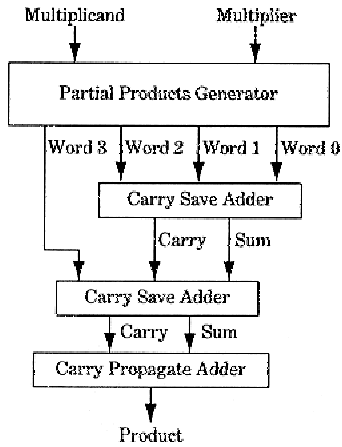 Multiplicand Multiplier
Partial Products Generator
Word 3 Word 2 Word 1 Word 0
Carry Save Adder
Carry Sum
Carry Save Adder
Carry Sum
Carry Propagate Adder
Product